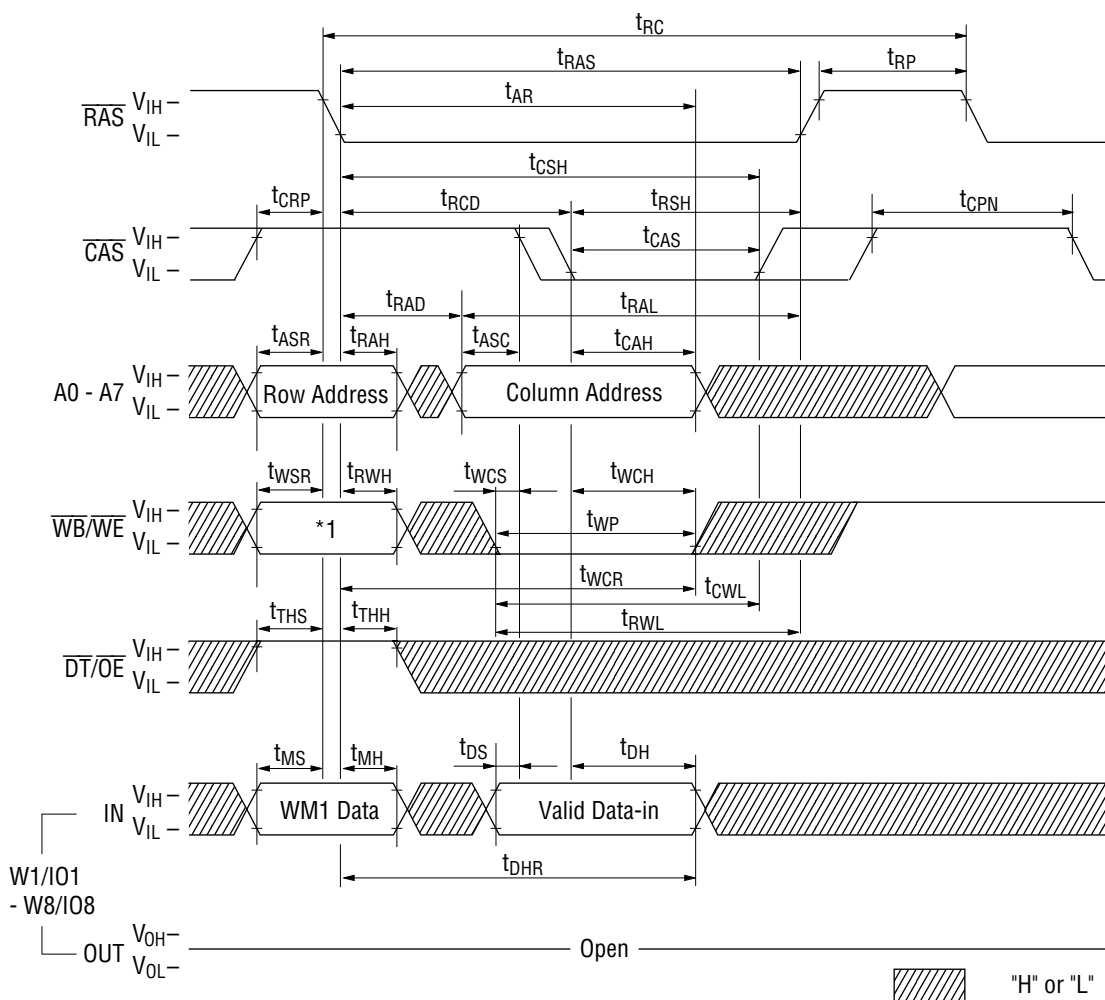 tRC
tRAS
tRP
tAR
RAS VIH –
VIL –
tCSH
tCRP
tRCD
tRSH
tCPN
CAS VIH –
VIL –
tCAS
tRAD
tRAL
tASR
tRAH
tASC
tCAH
A0 - A7 VIH –
VIL –
Row Address
Column Address
tWSR
tRWH
tWCS
tWCH
WB/WE VIH –
VIL –
*1
tWP
tWCR
tCWL
tTHS
tTHH
tRWL
DT/OE VIH –
VIL –
tMS
tMH
tDS
tDH
IN VIH –
VIL –
WM1 Data
Valid Data-in
tDHR
W1/IO1
- W8/IO8
OUT VOH –
VOL –
Open
"H" or "L"